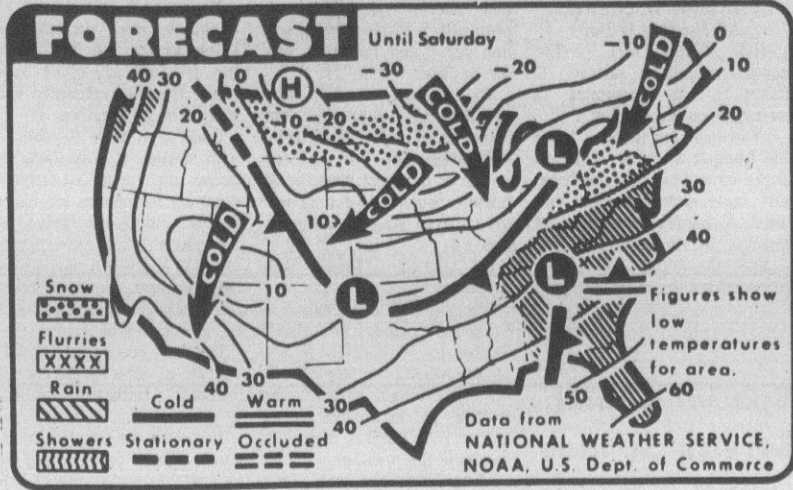 FORECAST Until Saturday
40 30 0 H -30 -20 -10 0
10
20 -10 -20 COLD COLD
20
L
COLD
10
30
COLD
40
L
L
10
Snow
Flurries
XXXX
Rain
Showers
Cold Warm
Stationary Occluded
40 30 30
40
50 60
Figures show
low
temperatures
for area.
Data from
NATIONAL WEATHER SERVICE,
NOAA, U.S. Dept. of Commerce